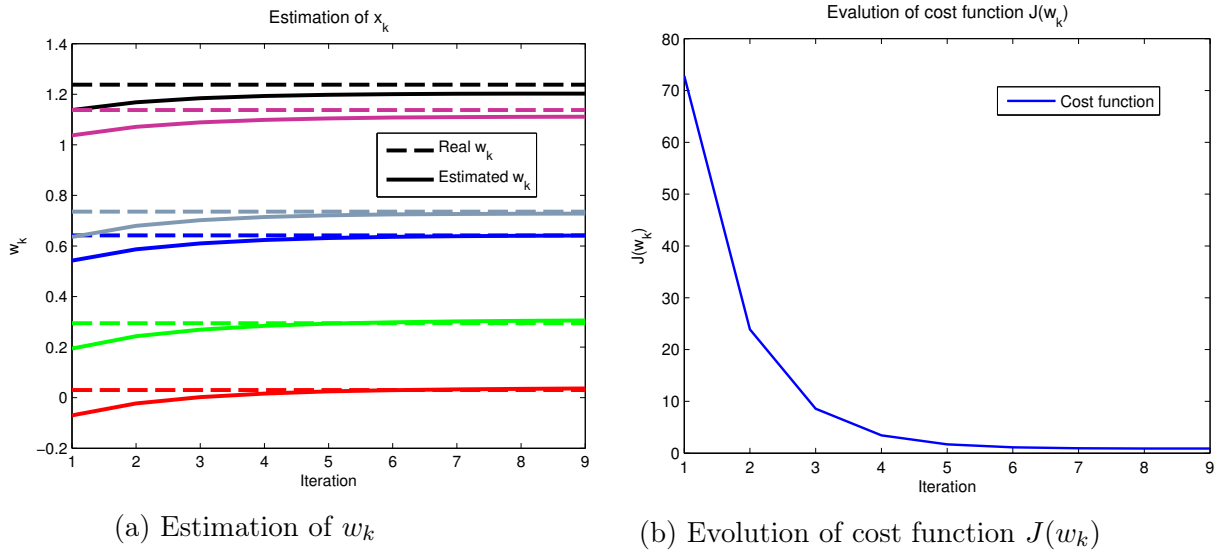 Estimation of x_k
1.4
1.2
1
0.8
0.6
0.4
0.2
0
−0.2
w_k
1 2 3 4 5 6 7 8 9
Iteration
Real w_k
Estimated w_k
(a) Estimation of w_k
Evalution of cost function J(w_k)
80
70
60
50
40
30
20
10
0
J(w_k)
1 2 3 4 5 6 7 8 9
Iteration
Cost function
(b) Evolution of cost function J(w_k)